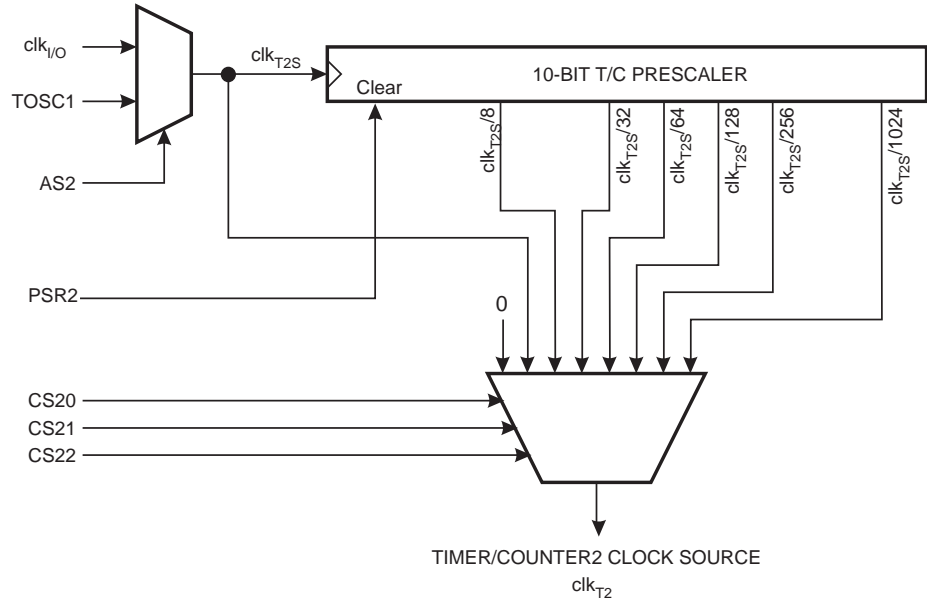 clkI/O
clkT2S
10-BIT T/C PRESCALER
TOSC1
Clear
clkT2S/8
clkT2S/32
clkT2S/64
clkT2S/128
clkT2S/256
clkT2S/1024
AS2
PSR2
0
CS20
CS21
CS22
TIMER/COUNTER2 CLOCK SOURCE
clkT2